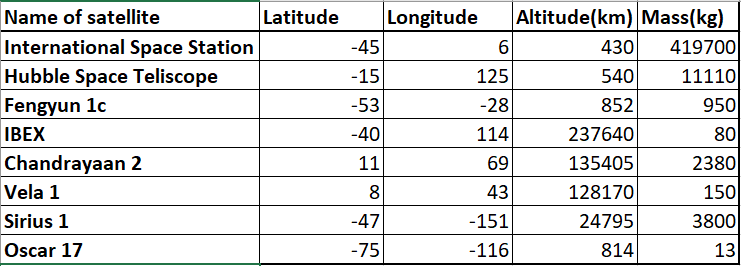 Name of satellite Latitude Longitude Altitude(km) Mass(kg)
International Space Station -45 6 430 419700
Hubble Space Teliscope -15 125 540 11110
Fengyun 1c -53 -28 852 950
IBEX -40 114 237640 80
Chandrayaan 2 11 69 135405 2380
Vela 1 8 43 128170 150
Sirius 1 -47 -151 24795 3800
Oscar 17 -75 -116 814 13